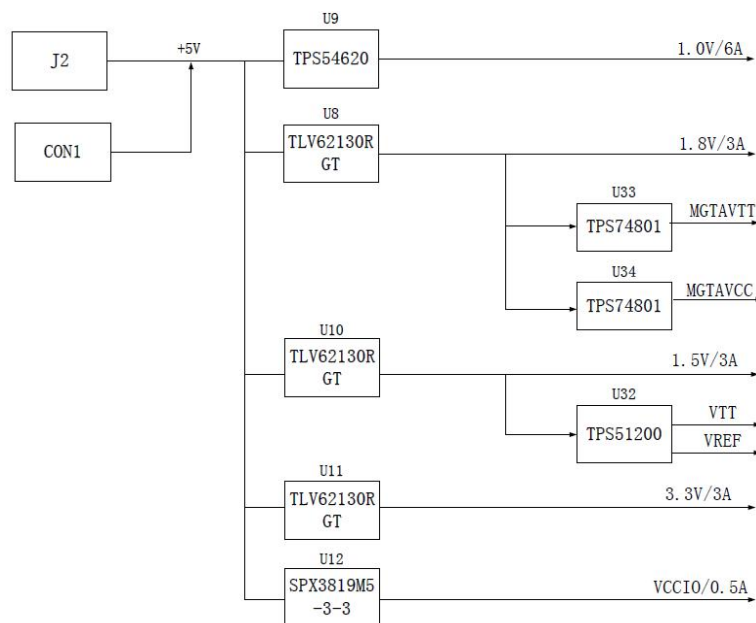 U9
J2
+5V
TPS54620
1.0V/6A
U8
CON1
TLV62130R
GT
1.8V/3A
U33
TPS74801
MGTAVTT
U34
TPS74801
MGTAVCC
U10
TLV62130R
GT
1.5V/3A
U32
TPS51200
VTT
VREF
U11
TLV62130R
GT
3.3V/3A
U12
SPX3819M5
-3-3
VCCIO/0.5A